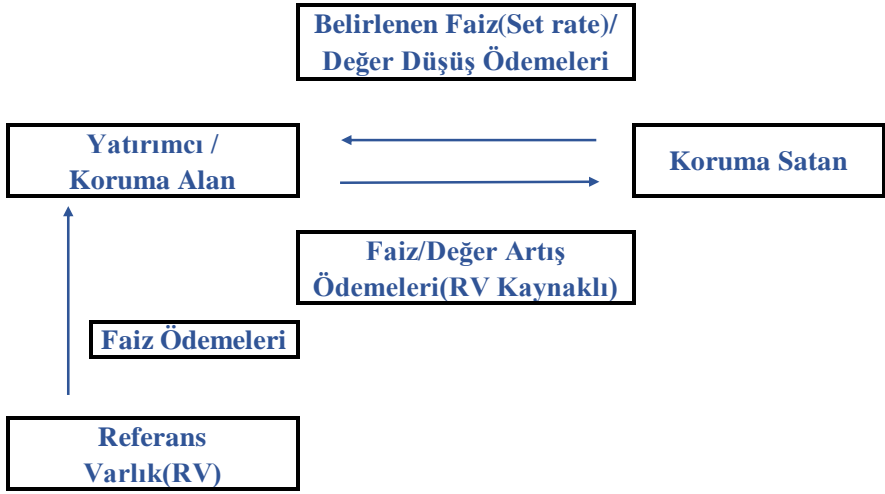 Belirlenen Faiz(Set rate)/
Değer Düşüş Ödemeleri
Yatırımcı /
Koruma Alan
Koruma Satan
Faiz/Değer Artış
Ödemeleri(RV Kaynaklı)
Faiz Ödemeleri
Referans
Varlık(RV)